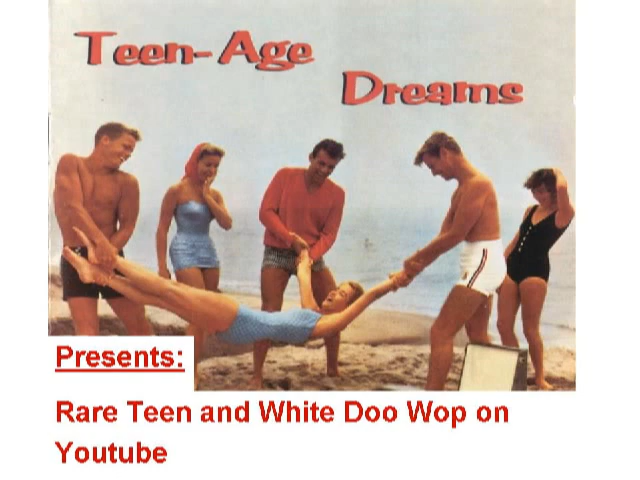 Teen-Age
Dreams
Presents:
Rare Teen and White Doo Wop on
Youtube